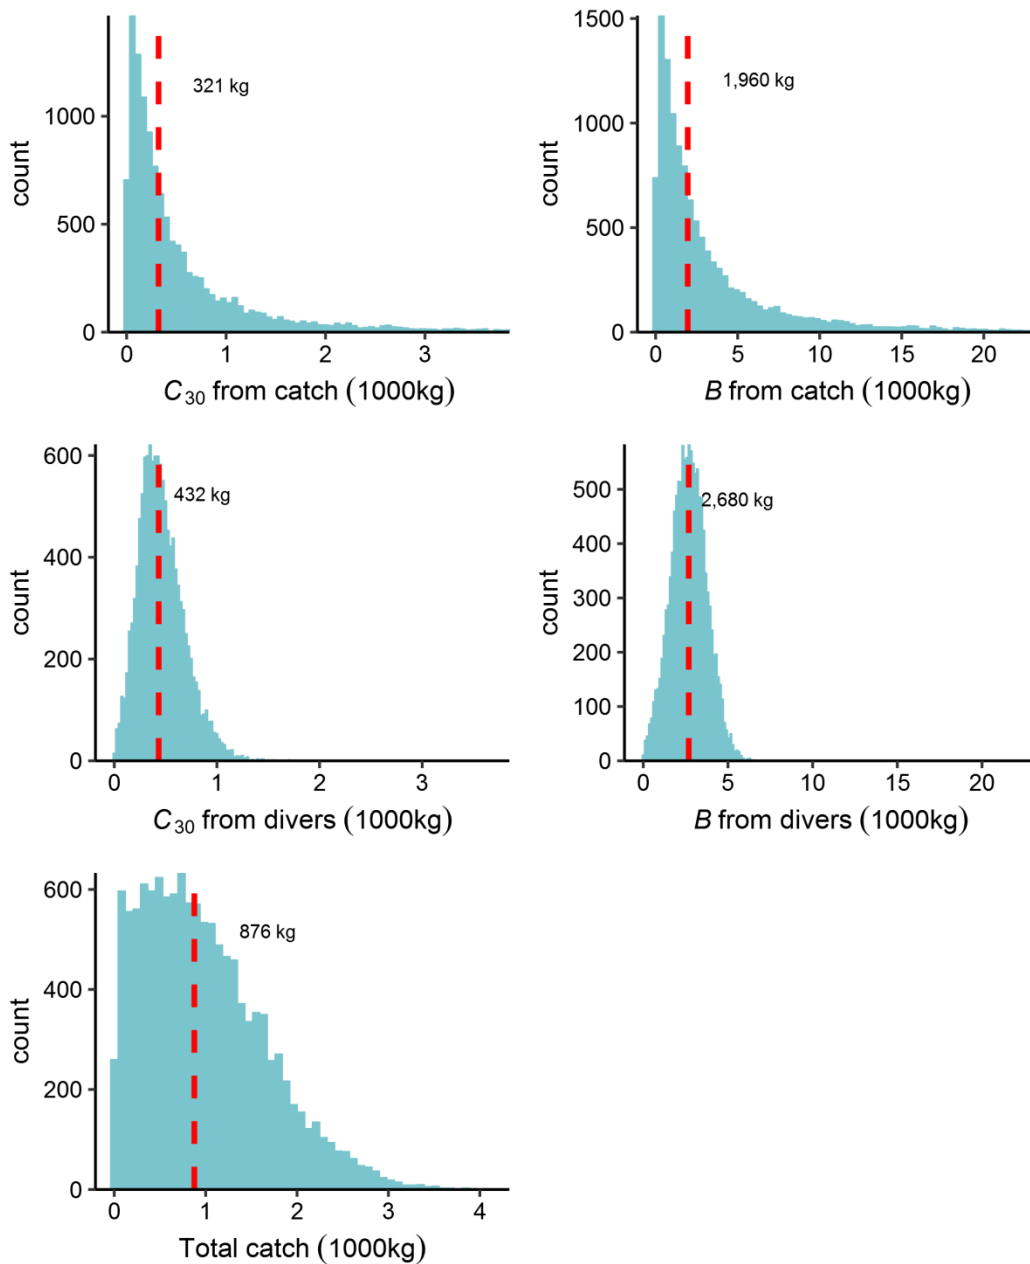 count
1000
500
0
321 kg
0 1 2 3
C30 from catch (1000kg)
count
1500
1000
500
0
1,960 kg
0 5 10 15 20
B from catch (1000kg)
count
600
400
200
0
432 kg
0 1 2 3
C30 from divers (1000kg)
count
500
400
300
200
100
0
2,680 kg
0 5 10 15 20
B from divers (1000kg)
count
600
400
200
0
876 kg
0 1 2 3 4
Total catch (1000kg)